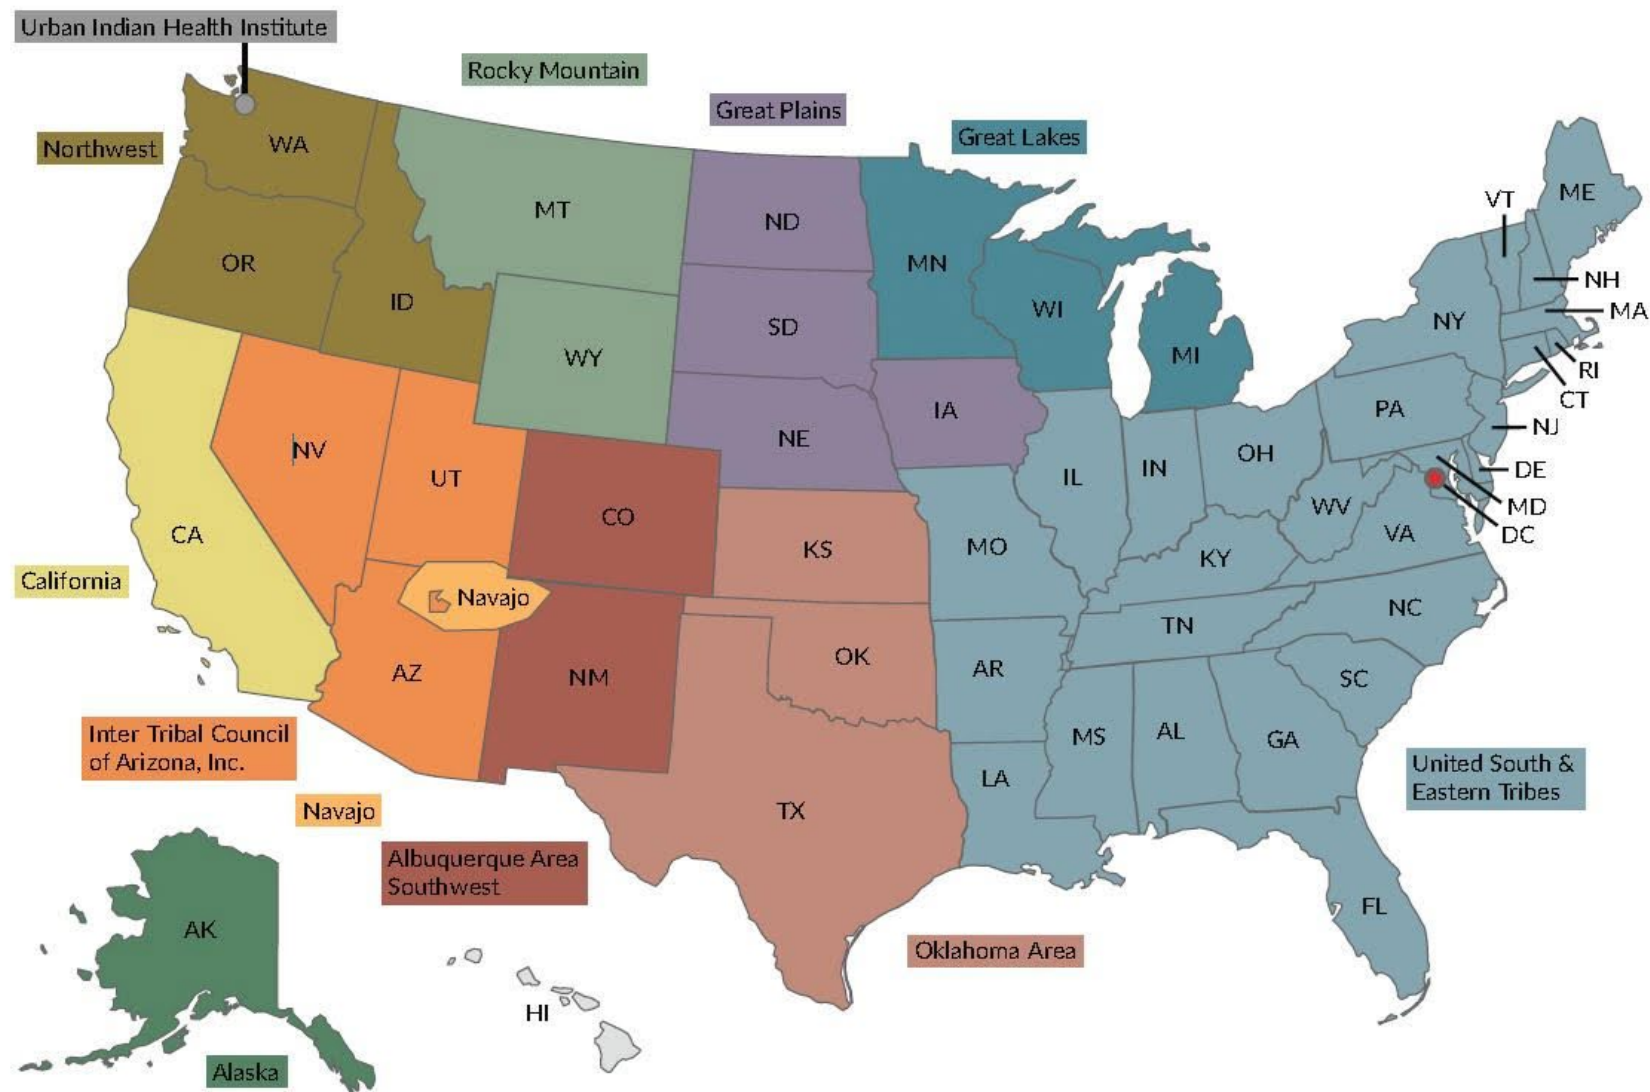 Urban Indian Health Institute
Rocky Mountain
Great Plains
Great Lakes
Northwest
WA
MT
ND
MN
VT
ME
OR
ID
SD
WI
NH
MA
NY
MI
RI
WY
CT
PA
IA
NJ
NE
NV
UT
IL
IN
OH
DE
MD
WV
DC
CO
CA
KS
MO
KY
VA
California
Navajo
NC
TN
AZ
NM
OK
AR
SC
Inter Tribal Council
of Arizona, Inc.
MS
AL
GA
United South &
Eastern Tribes
LA
TX
Navajo
Albuquerque Area
Southwest
AK
FL
Oklahoma Area
HI
Alaska